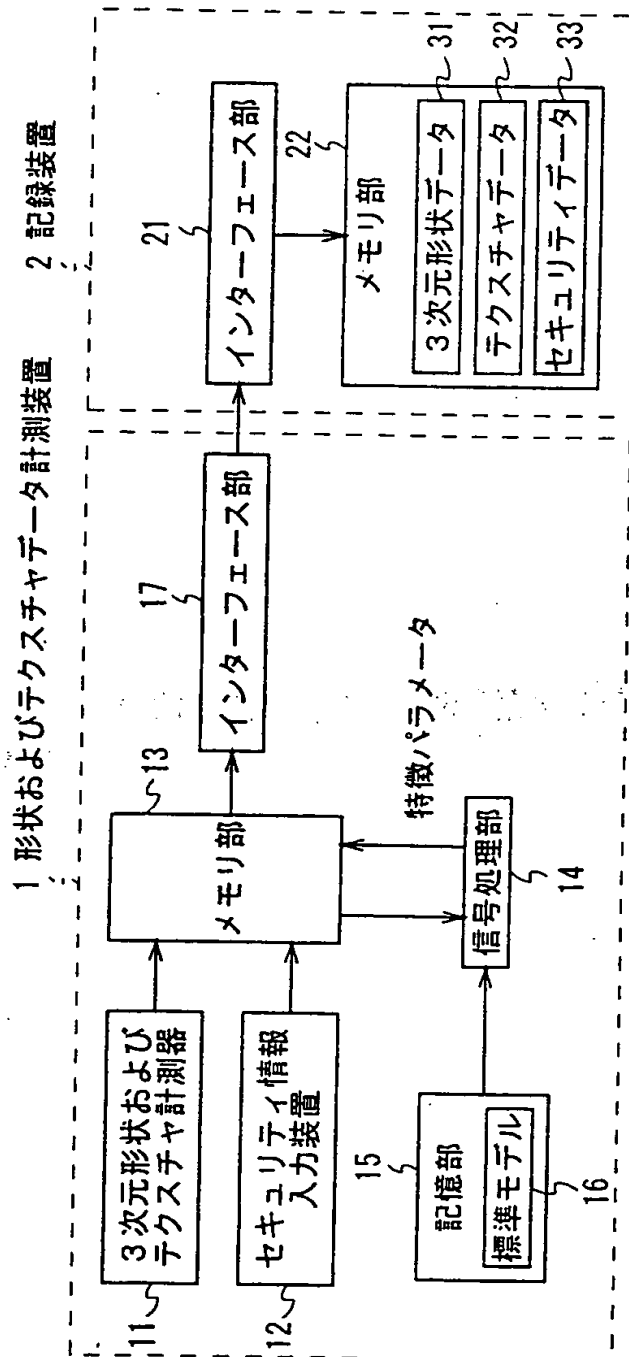 1 形状およびテクスチャデータ計測装置
11
3次元形状および
テクスチャ計測器
12
セキュリティ情報
入力装置
13
メモリ部
14
信号処理部
特徴パラメータ
15
記憶部
標準モデル
16
17
インターフェース部
2 記録装置
21
インターフェース部
22
メモリ部
3次元形状データ
31
テクスチャデータ
32
セキュリティデータ
33